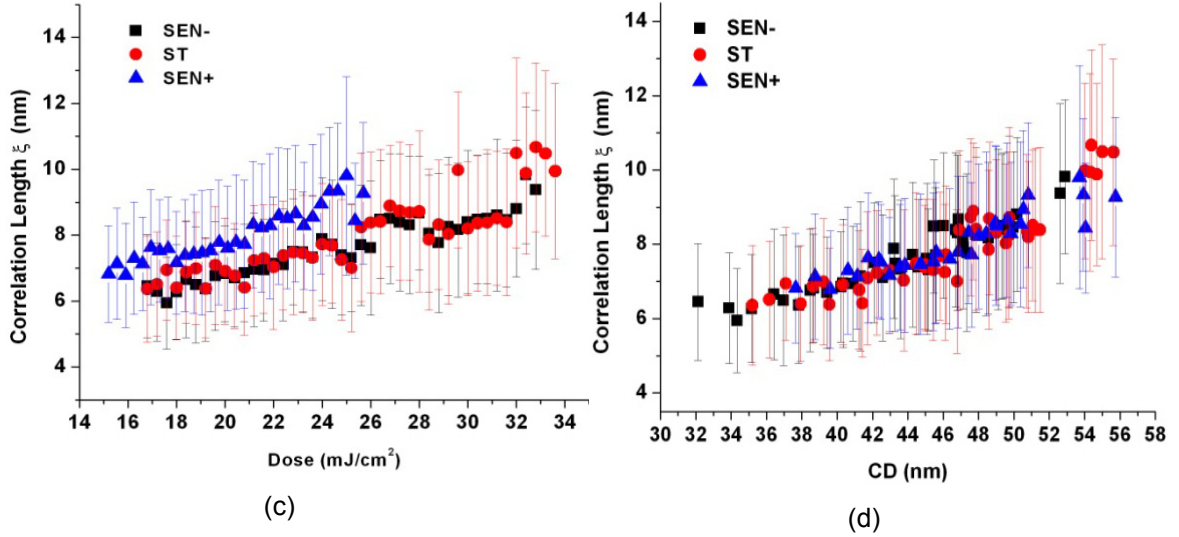 SEN-
ST
SEN+
14
12
10
8
6
4
Correlation Length ξ (nm)
14 16 18 20 22 24 26 28 30 32 34
Dose (mJ/cm²)
(c)
SEN-
ST
SEN+
14
12
10
8
6
4
Correlation Length ξ (nm)
30 32 34 36 38 40 42 44 46 48 50 52 54 56 58
CD (nm)
(d)